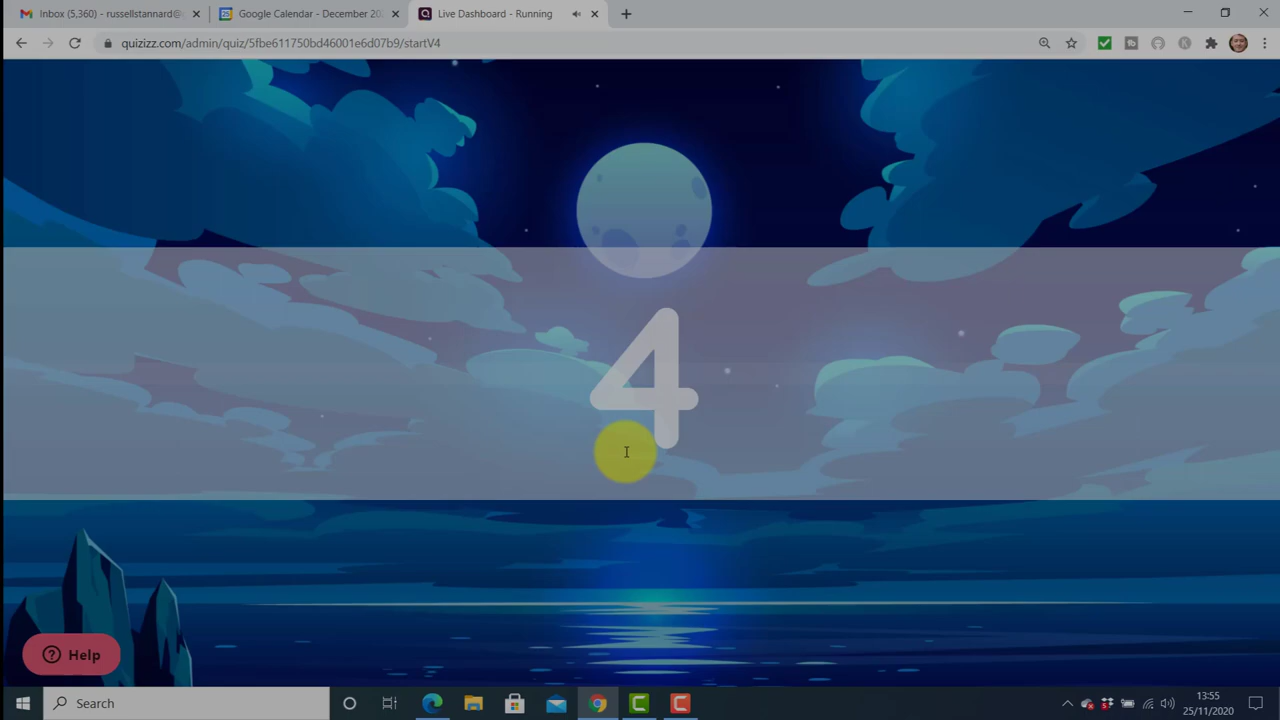 Inbox (5,360) - russellstannard@
Google Calendar - December 202
Live Dashboard - Running
quizizz.com/admin/quiz/5fbe611750bd46001e6d07b9/startV4
4
Help
Search
13:55
25/11/2020